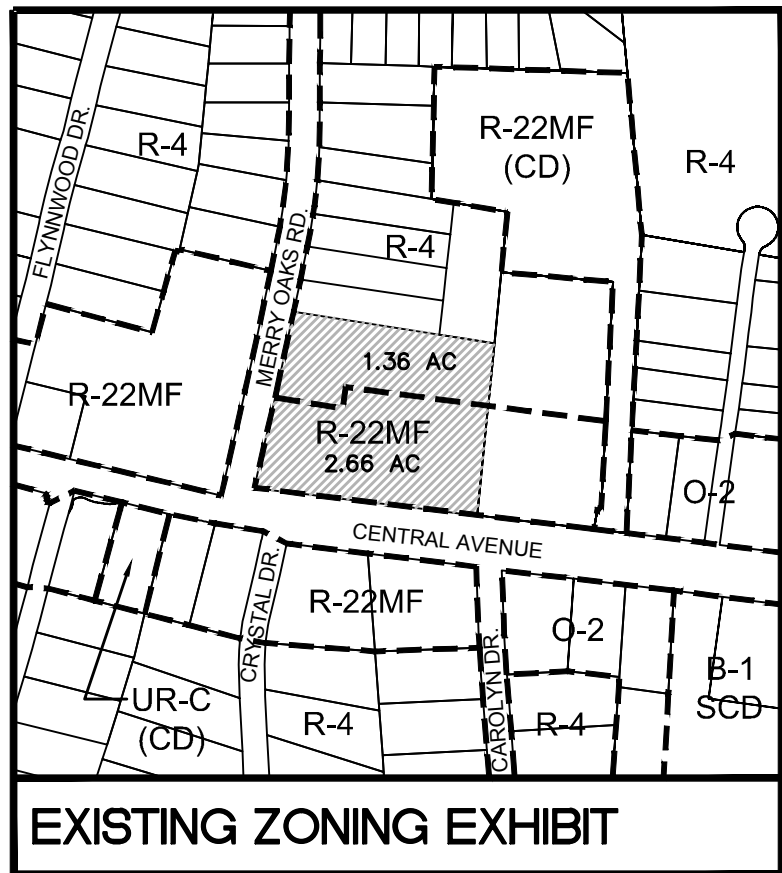 R-22MF
(CD)
R-4
R-4
FLYNNWOOD DR.
MERRY OAKS RD.
R-4
1.36 AC
R-22MF
R-22MF
2.66 AC
O-2
CENTRAL AVENUE
CRYSTAL DR.
R-22MF
O-2
CAROLYN DR.
B-1
SCD
UR-C
(CD)
R-4
R-4
EXISTING ZONING EXHIBIT